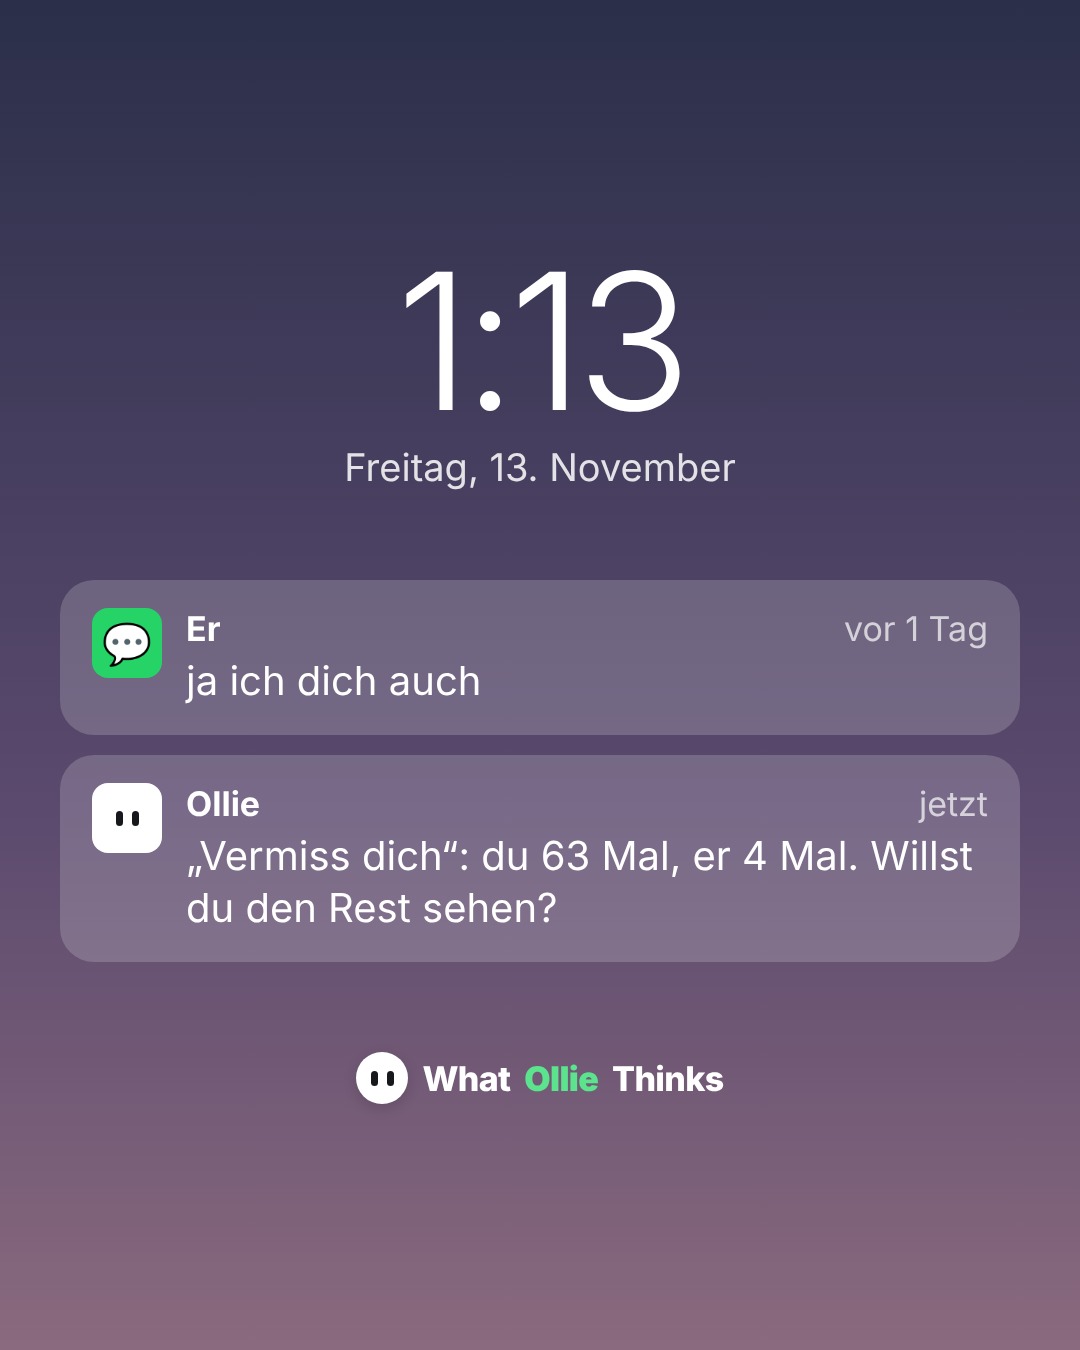 1:13
Freitag, 13. November
Er
vor 1 Tag
ja ich dich auch
Ollie
jetzt
„Vermiss dich“: du 63 Mal, er 4 Mal. Willst
du den Rest sehen?
What Ollie Thinks